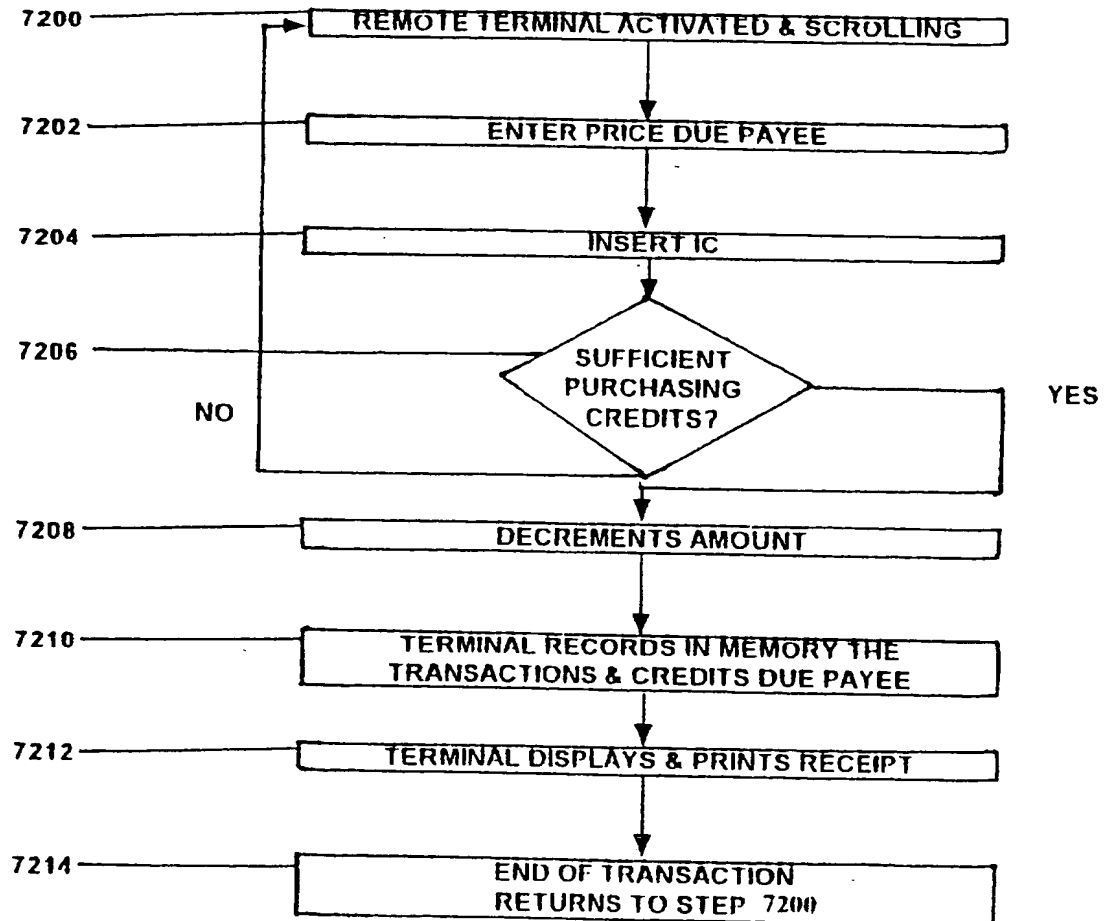 7200 REMOTE TERMINAL ACTIVATED & SCROLLING
7202 ENTER PRICE DUE PAYEE
7204 INSERT IC
7206 SUFFICIENT
PURCHASING
CREDITS?
NO
YES
7208 DECREMENTS AMOUNT
7210 TERMINAL RECORDS IN MEMORY THE
TRANSACTIONS & CREDITS DUE PAYEE
7212 TERMINAL DISPLAYS & PRINTS RECEIPT
7214 END OF TRANSACTION
RETURNS TO STEP 7200